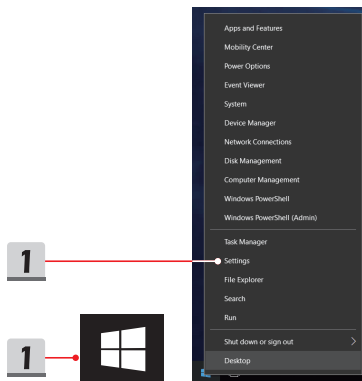 Apps and Features
Mobility Center
Power Options
Event Viewer
System
Device Manager
Network Connections
Disk Management
Computer Management
Windows PowerShell
Windows PowerShell (Admin)
Task Manager
1
Settings
File Explorer
Search
Run
Shut down or sign out
1
Desktop